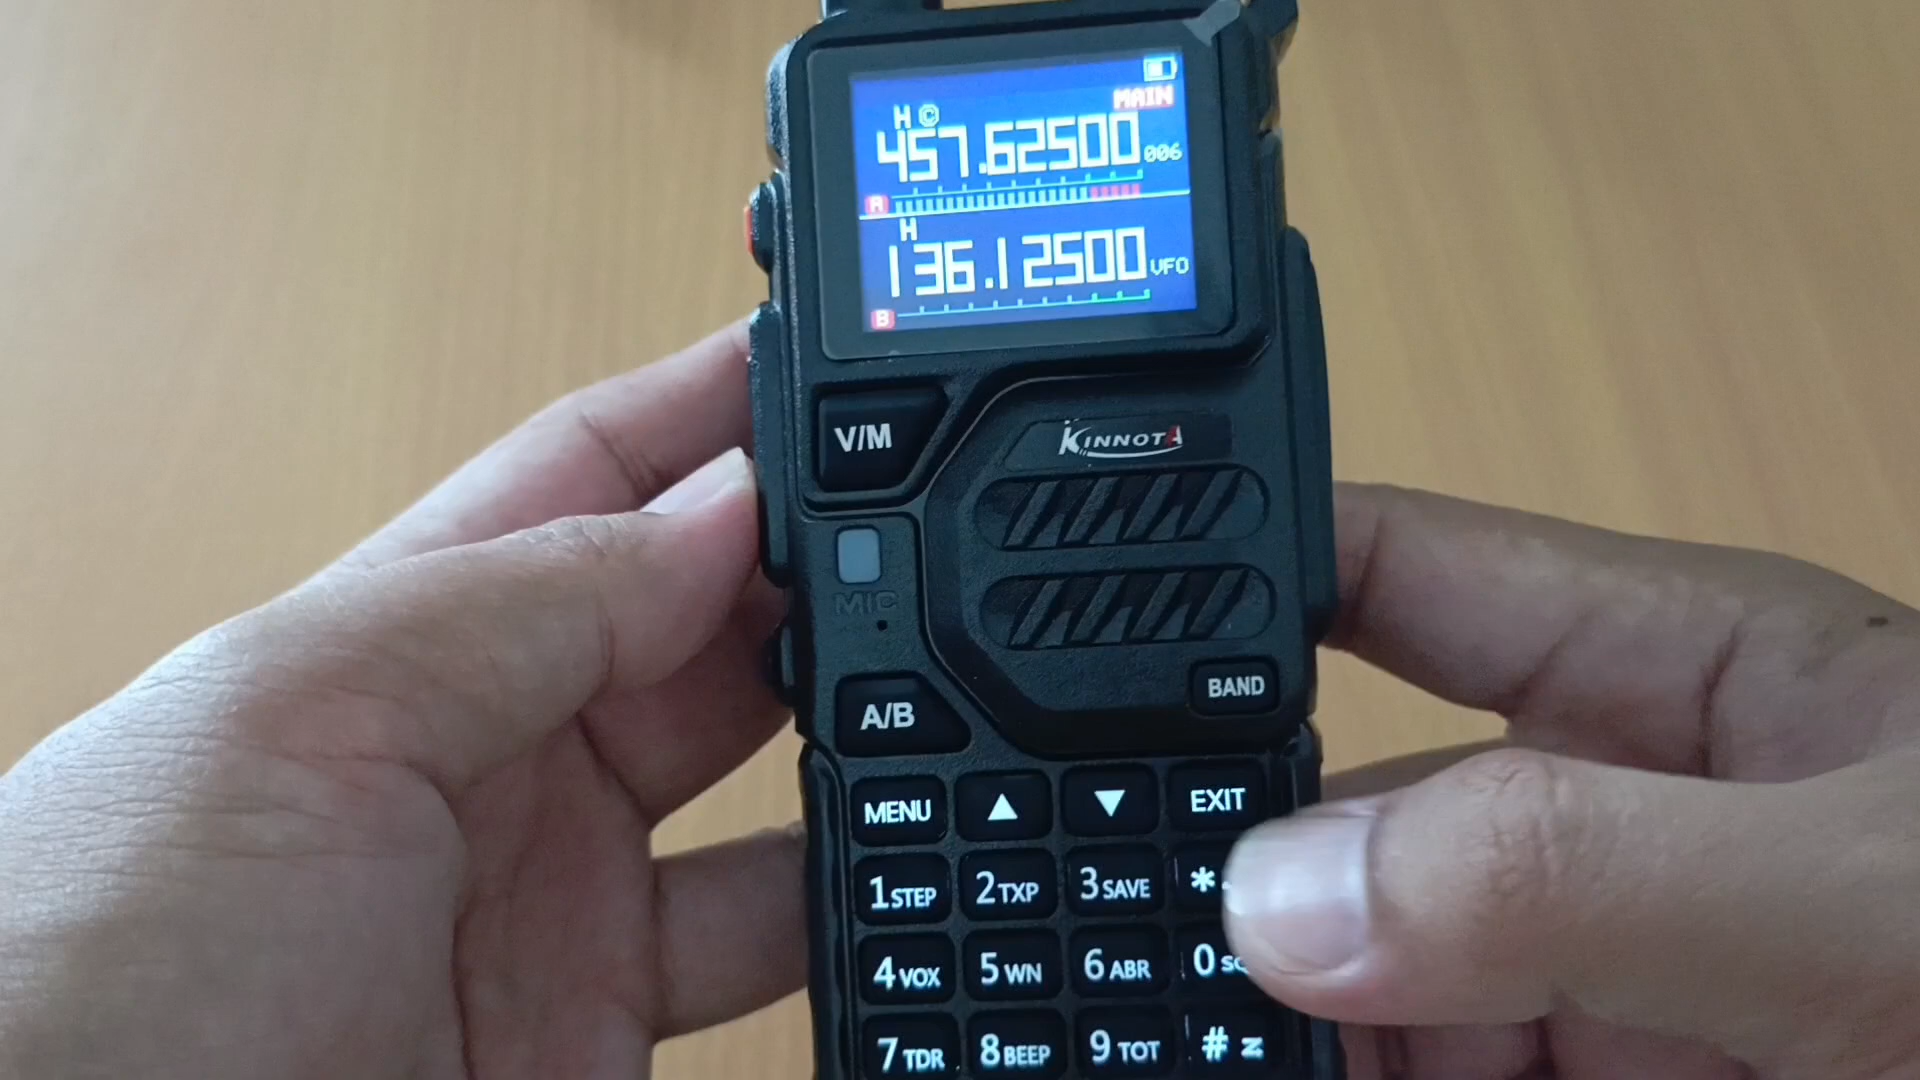 MAIN
H ©
457.62500 006
A
H
136.12500 VFO
B
V/M
KINNOTA
MIC
BAND
A/B
MENU ▲ ▼ EXIT
1 STEP 2 TXP 3 SAVE *
4 VOX 5 WN 6 ABR 0
7 TDR 8 BEEP 9 TOT #